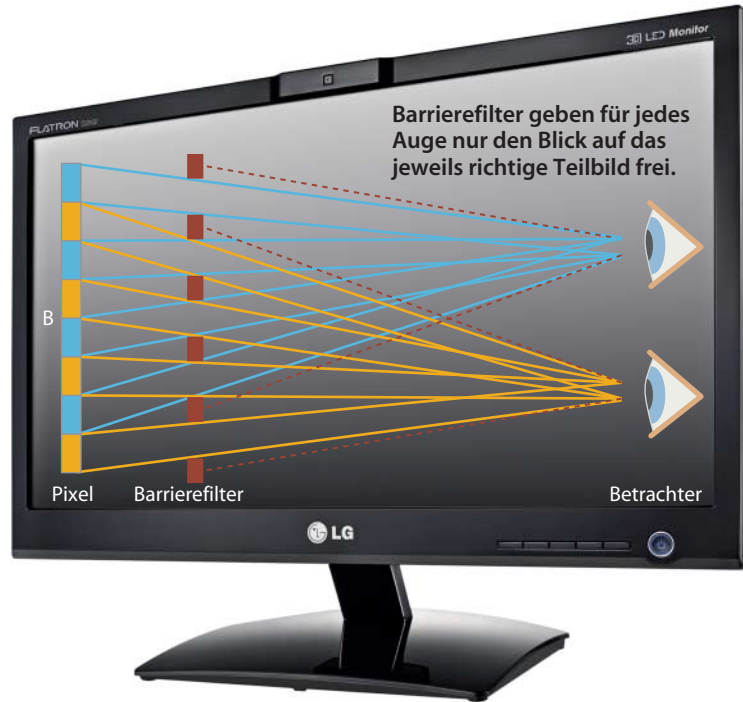 3D LED Monitor
FLATRON
Barrierefilter geben für jedes
Auge nur den Blick auf das
jeweils richtige Teilbild frei.
B
Pixel
Barrierefilter
Betrachter
LG